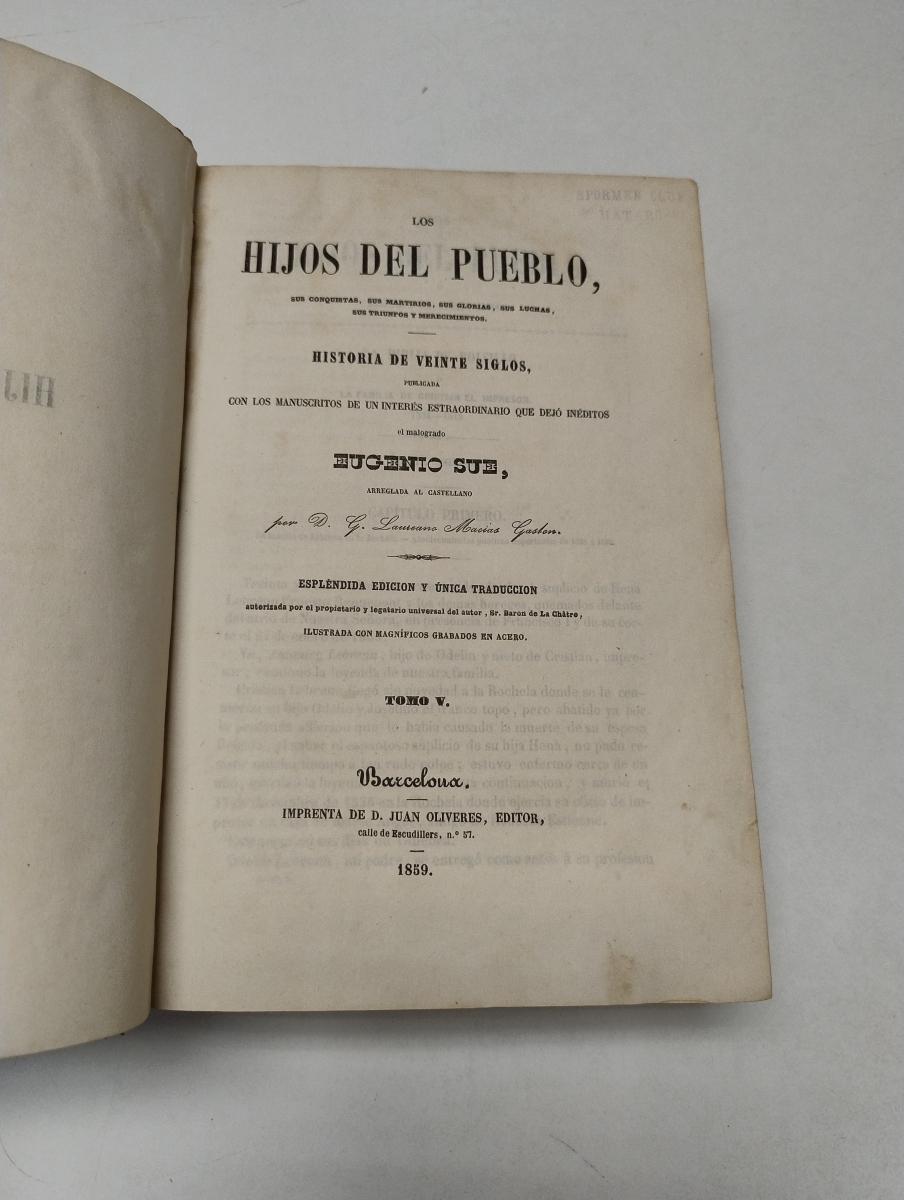 LOS
HIJOS DEL PUEBLO,
SUS CONQUISTAS, SUS MARTIRIOS, SUS GLORIAS, SUS LUCHAS,
SUS TRIUNFOS Y MERECIMIENTOS.
HISTORIA DE VEINTE SIGLOS,
PUBLICADA
CON LOS MANUSCRITOS DE UN INTERÉS ESTRAORDINARIO QUE DEJÓ INÉDITOS
el malogrado
EUGENIO SUE,
ARREGLADA AL CASTELLANO
por D. G. Laureano Macias Gaston.
ESPLÉNDIDA EDICION Y ÚNICA TRADUCCION
autorizada por el propietario y legatario universal del autor, Sr. Baron de La Châtre,
ILUSTRADA CON MAGNÍFICOS GRABADOS EN ACERO.
TOMO V.
Barcelona.
IMPRENTA DE D. JUAN OLIVERES, EDITOR,
calle de Escudillers, n.º 57.
1859.